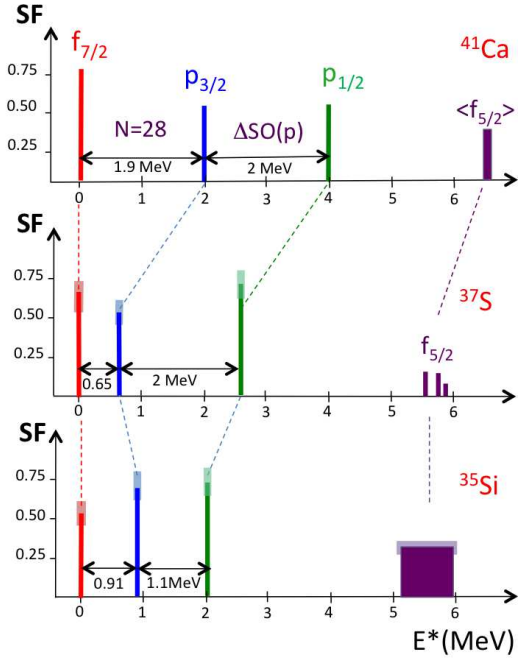 SF
f7/2
41Ca
0.75
0.50
0.25
p3/2
p1/2
<f5/2>
N=28
ΔSO(p)
1.9 MeV
2 MeV
0 1 2 3 4 5 6
0.75
0.50
0.25
37S
f5/2
0.65
2 MeV
0 1 2 3 4 5 6
SF
35Si
0.75
0.50
0.25
0.91
1.1MeV
0 1 2 3 4 5 6
E*(MeV)